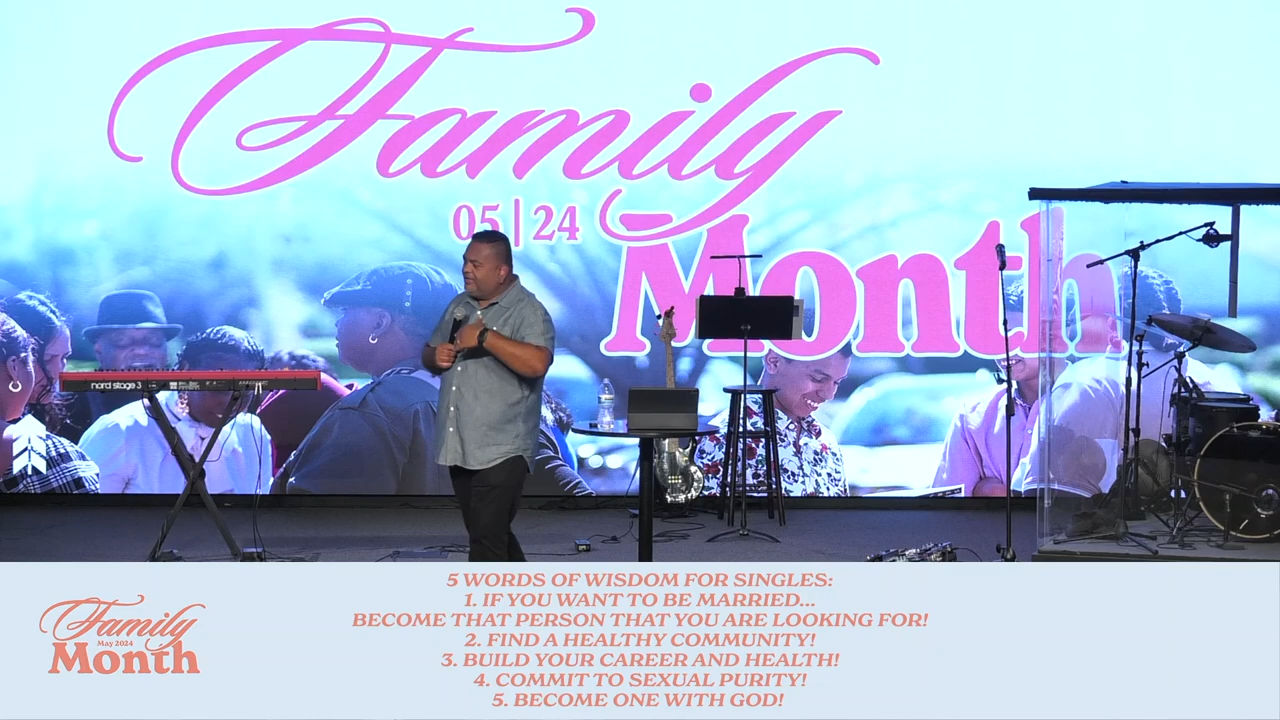 Family
05|24
Month
nord stage 3
5 WORDS OF WISDOM FOR SINGLES:
1. IF YOU WANT TO BE MARRIED...
BECOME THAT PERSON THAT YOU ARE LOOKING FOR!
2. FIND A HEALTHY COMMUNITY!
3. BUILD YOUR CAREER AND HEALTH!
4. COMMIT TO SEXUAL PURITY!
5. BECOME ONE WITH GOD!
Family
May 2024
Month